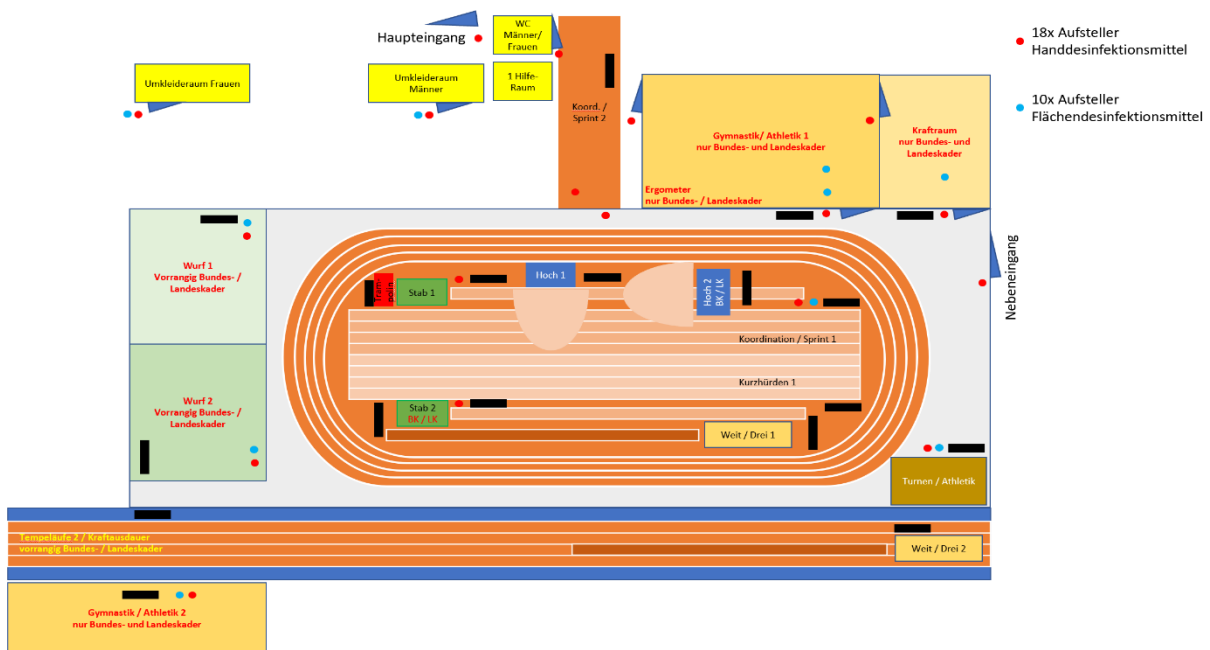 Haupteingang
WC
Männer/
Frauen
18x Aufsteller
Handdesinfektionsmittel
Umkleideraum Frauen
Umkleideraum
Männer
1 Hilfe-
Raum
Koord. /
Sprint 2
10x Aufsteller
Flächendesinfektionsmittel
Gymnastik/ Athletik 1
nur Bundes- und Landeskader
Kraftraum
nur Bundes- und
Landeskader
Ergometer
nur Bundes- / Landeskader
Nebeneingang
Wurf 1
Vorrangig Bundes- /
Landeskader
Tram-
polin
Stab 1
Hoch 1
Hoch 2
BK / LK
Koordination / Sprint 1
Kurzhürden 1
Wurf 2
Vorrangig Bundes- /
Landeskader
Stab 2
BK / LK
Weit / Drei 1
Turnen / Athletik
Tempeläufe 2 / Kraftausdauer
vorrangig Bundes- / Landeskader
Weit / Drei 2
Gymnastik / Athletik 2
nur Bundes- und Landeskader